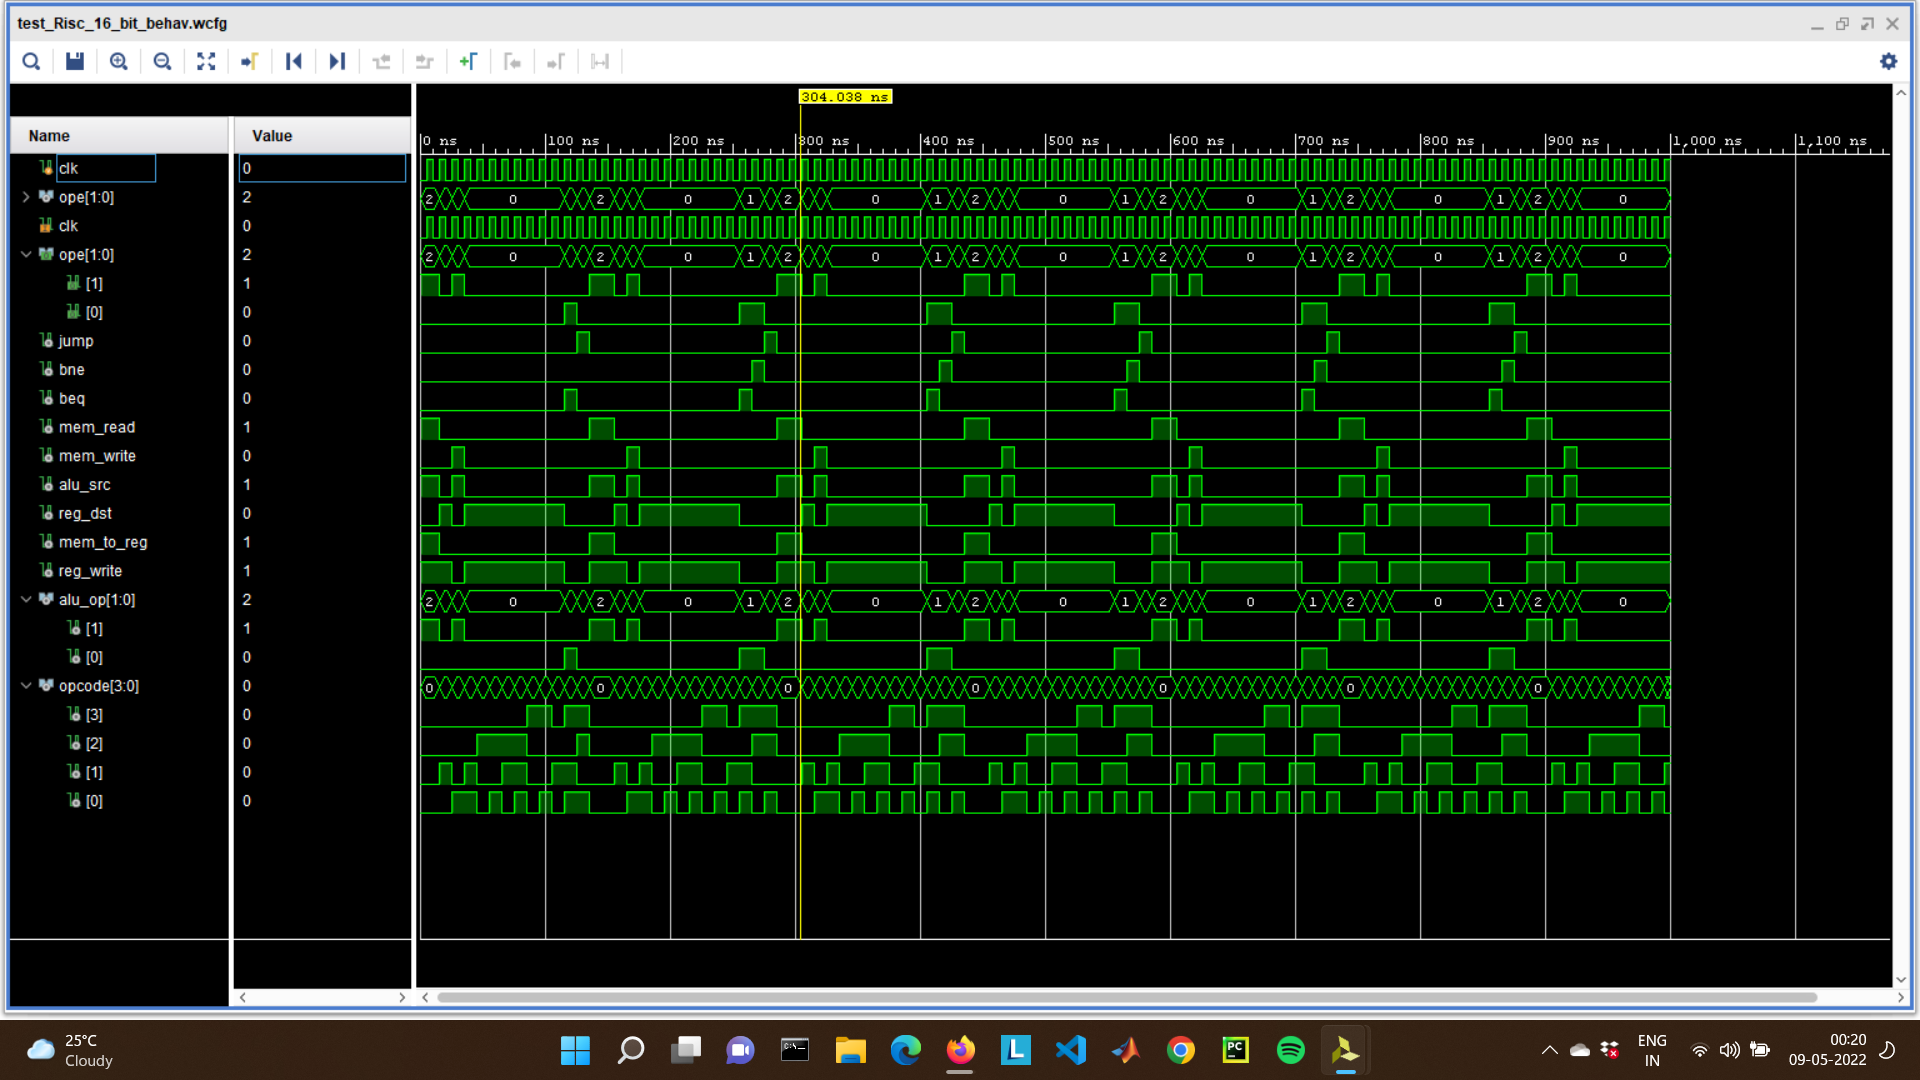 test_Risc_16_bit_behav.wcfg
304.038 ns
Name Value
0 ns 100 ns 200 ns 300 ns 400 ns 500 ns 600 ns 700 ns 800 ns 900 ns 1,000 ns 1,100 ns
clk 0
ope[1:0] 2 2 0 2 0 1 2 0 1 2 0 1 2 0 1 2 0 1 2 0
clk 0
ope[1:0] 2 2 0 2 0 1 2 0 1 2 0 1 2 0 1 2 0 1 2 0
[1] 1
[0] 0
jump 0
bne 0
beq 0
mem_read 1
mem_write 0
alu_src 1
reg_dst 0
mem_to_reg 1
reg_write 1
alu_op[1:0] 2 2 0 2 0 1 2 0 1 2 0 1 2 0 1 2 0 1 2 0
[1] 1
[0] 0
opcode[3:0] 0 0 0 0 0 0 0 0
[3] 0
[2] 0
[1] 0
[0] 0
25°C
Cloudy
L
PC
ENG
IN
00:20
09-05-2022